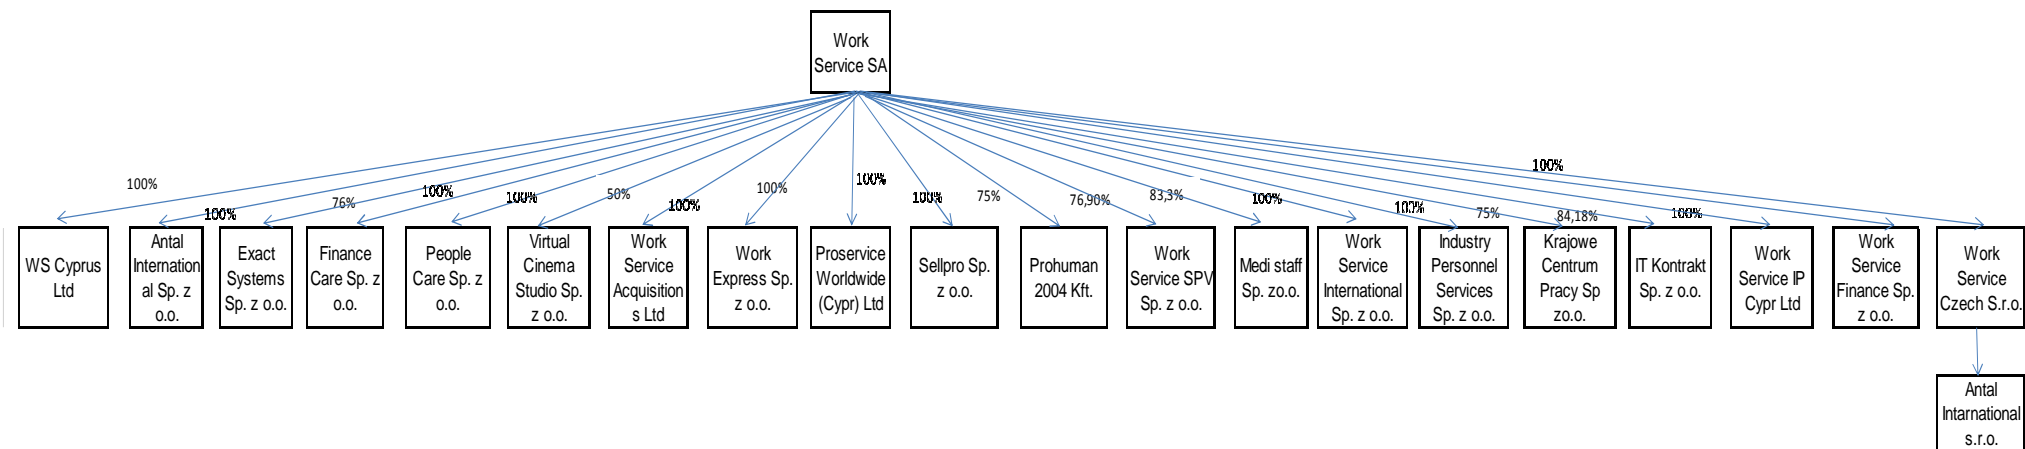 Work
Service SA
100%
100%
76%
100%
100%
50%
100%
100%
100%
100%
75%
76,90%
83,3%
100%
100%
75%
84,18%
100%
100%
WS Cyprus
Ltd
Antal
Internation
al Sp. z
o.o.
Exact
Systems
Sp. z o.o.
Finance
Care Sp. z
o.o.
People
Care Sp. z
o.o.
Virtual
Cinema
Studio Sp.
z o.o.
Work
Service
Acquisition
s Ltd
Work
Express Sp.
z o.o.
Proservice
Worldwide
(Cypr) Ltd
Sellpro Sp.
z o.o.
Prohuman
2004 Kft.
Work
Service SPV
Sp. z o.o.
Medi staff
Sp. zo.o.
Work
Service
International
Sp. z o.o.
Industry
Personnel
Services
Sp. z o.o.
Krajowe
Centrum
Pracy Sp
zo.o.
IT Kontrakt
Sp. z o.o.
Work
Service IP
Cypr Ltd
Work
Service
Finance Sp.
z o.o.
Work
Service
Czech S.r.o.
Antal
Intarnational
s.r.o.